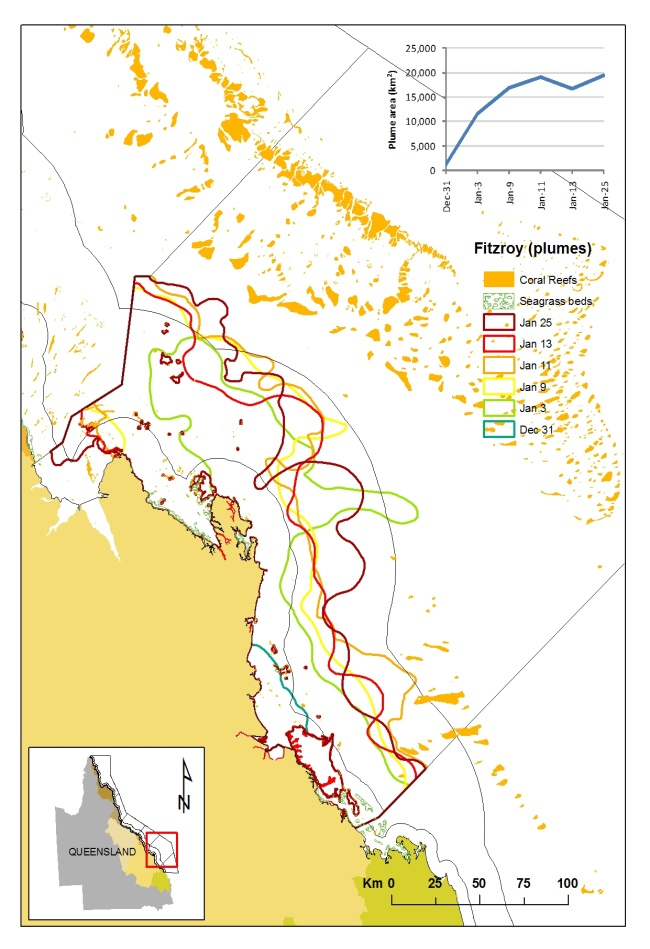 25,000
20,000
15,000
10,000
5,000
0
Plume area (km²)
Dec-31
Jan-3
Jan-9
Jan-11
Jan-13
Jan-25
Fitzroy (plumes)
Coral Reefs
Seagrass beds
Jan 25
Jan 13
Jan 11
Jan 9
Jan 3
Dec 31
N
QUEENSLAND
Km 0 25 50 75 100